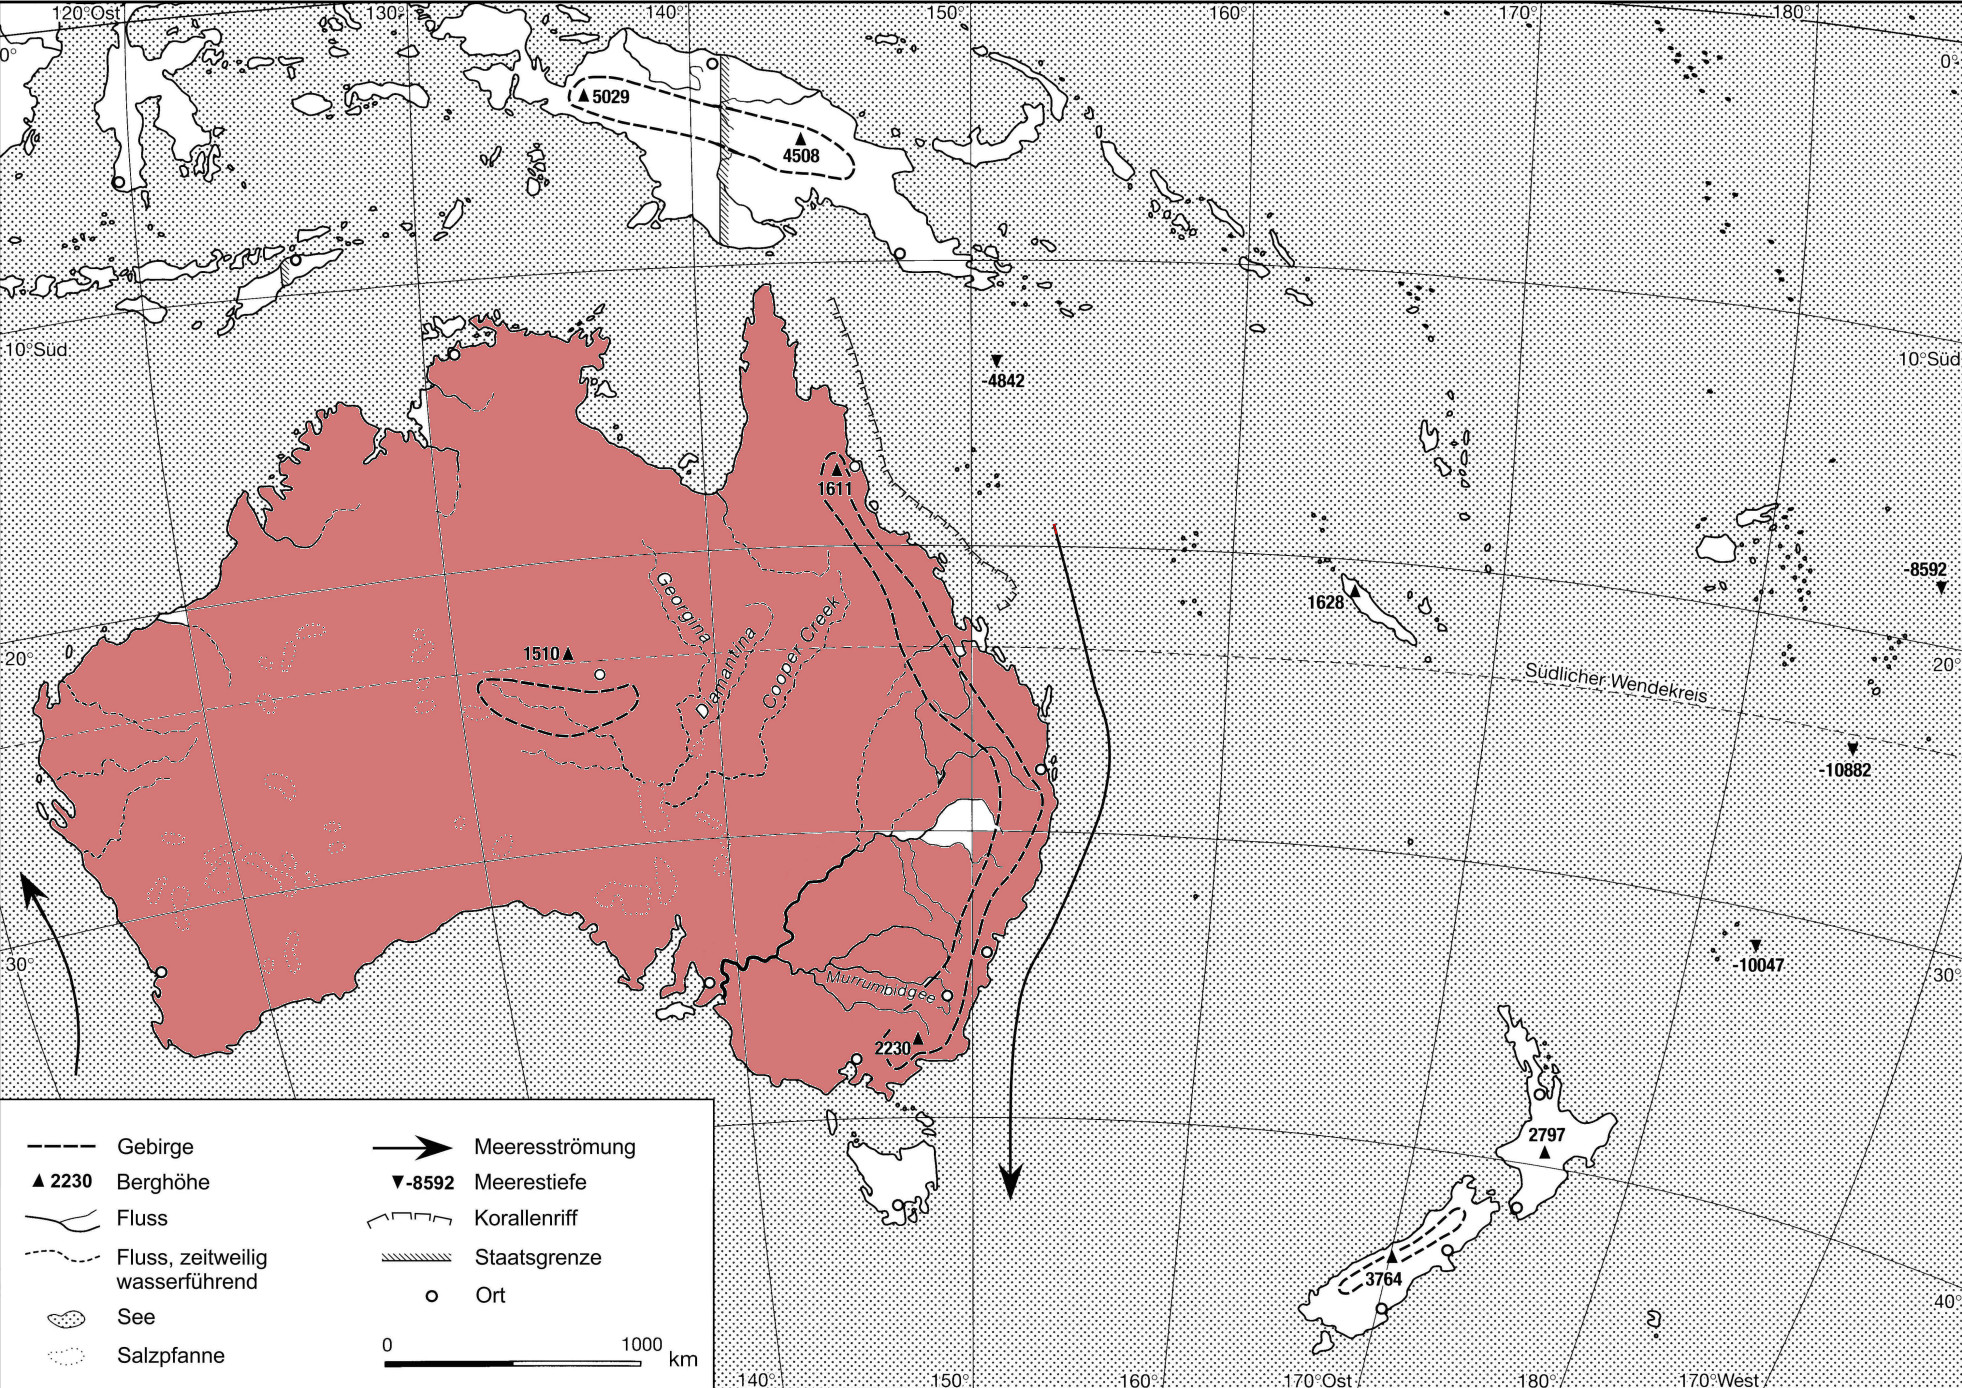 120°Ost
130°
140°
150°
160°
170°
180°
0°
0°
5029
4508
10°Süd
10°Süd
-4842
1611
Georgina
Diamantina
Cooper Creek
1510
1628
-8592
20°
20°
Südlicher Wendekreis
-10882
30°
30°
-10047
Murrumbidgee
2230
2797
3764
40°
Gebirge
2230 Berghöhe
Fluss
Fluss, zeitweilig
wasserführend
See
Salzpfanne
Meeresströmung
-8592 Meerestiefe
Korallenriff
Staatsgrenze
Ort
0 1000 km
140°
150°
160°
170°Ost
180°
170°West